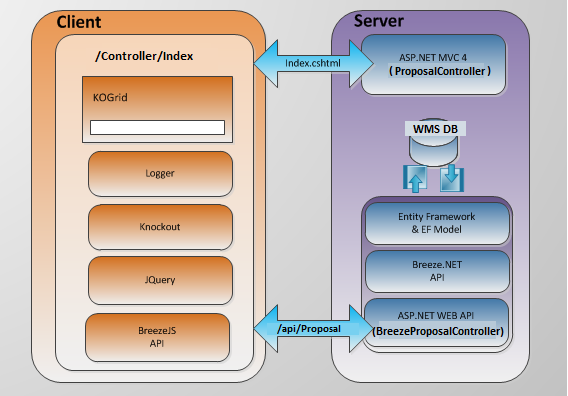 Client
/Controller/Index
KOGrid
Logger
Knockout
JQuery
BreezeJS
API
Index.cshtml
/api/Proposal
Server
ASP.NET MVC 4
( ProposalController )
WMS DB
Entity Framework
& EF Model
Breeze.NET
API
ASP.NET WEB API
(BreezeProposalController)